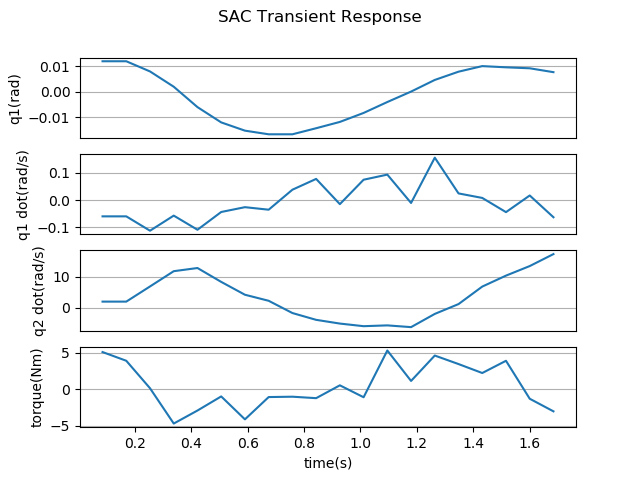 SAC Transient Response
q1(rad)
0.01
0.00
−0.01
q1 dot(rad/s)
0.1
0.0
−0.1
q2 dot(rad/s)
10
0
torque(Nm)
5
0
−5
0.2 0.4 0.6 0.8 1.0 1.2 1.4 1.6
time(s)